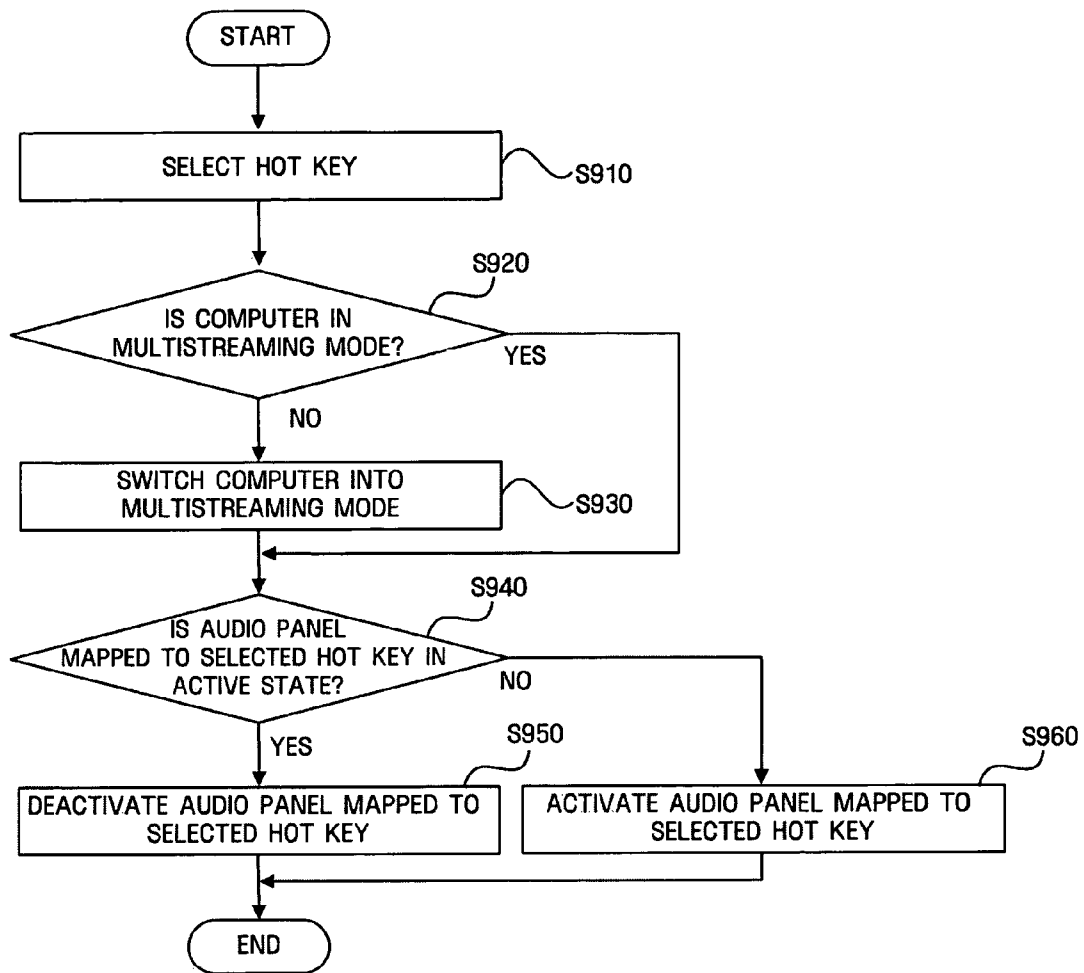 START
SELECT HOT KEY
S910
S920
IS COMPUTER IN
MULTISTREAMING MODE?
YES
NO
SWITCH COMPUTER INTO
MULTISTREAMING MODE
S930
S940
IS AUDIO PANEL
MAPPED TO SELECTED HOT KEY IN
ACTIVE STATE?
NO
YES
S950
S960
DEACTIVATE AUDIO PANEL MAPPED TO
SELECTED HOT KEY
ACTIVATE AUDIO PANEL MAPPED TO
SELECTED HOT KEY
END